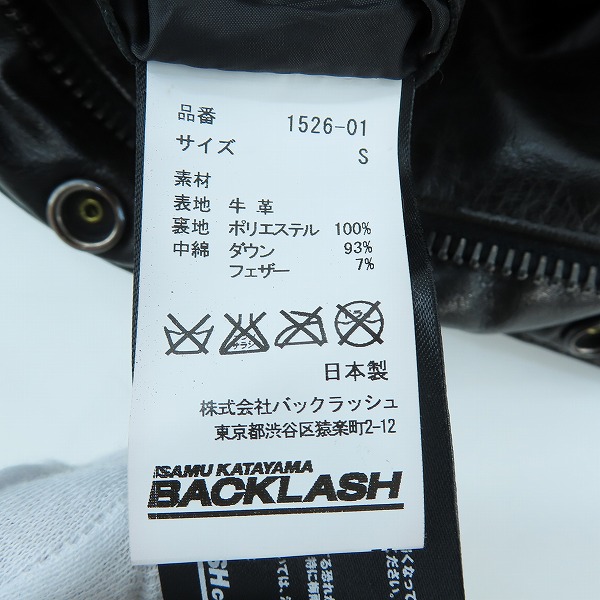 品番 1526-01
サイズ S
素材
表地 牛革
裏地 ポリエステル 100%
中綿 ダウン 93%
フェザー 7%
日本製
株式会社バックラッシュ
東京都渋谷区猿楽町2-12
ISAMU KATAYAMA
BACKLASH